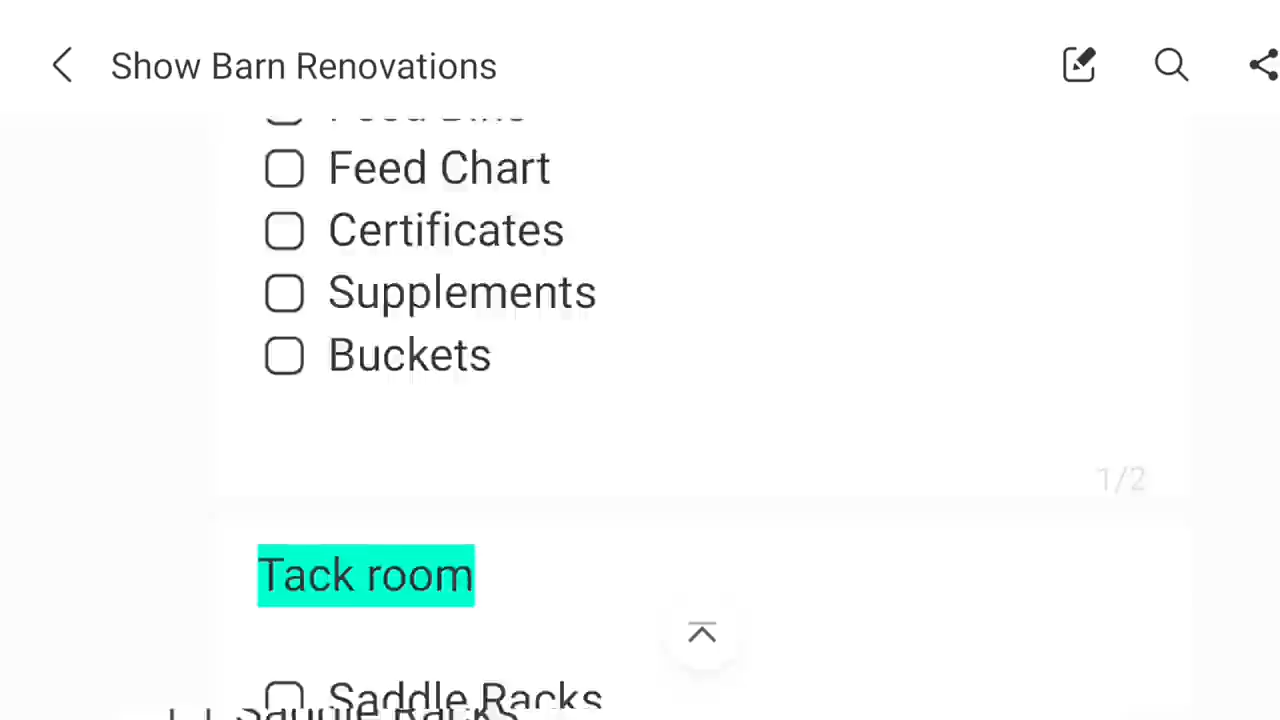 Show Barn Renovations
Feed Chart
Certificates
Supplements
Buckets
1/2
Tack room
Saddle Racks